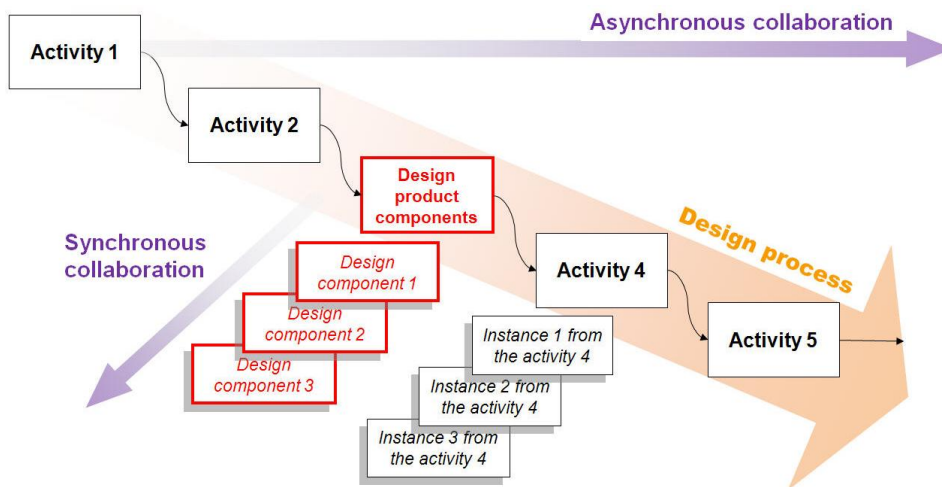 Asynchronous collaboration
Activity 1
Activity 2
Design
product
components
Synchronous
collaboration
Design process
Activity 4
Activity 5
Design
component 1
Design
component 2
Design
component 3
Instance 1 from
the activity 4
Instance 2 from
the activity 4
Instance 3 from
the activity 4